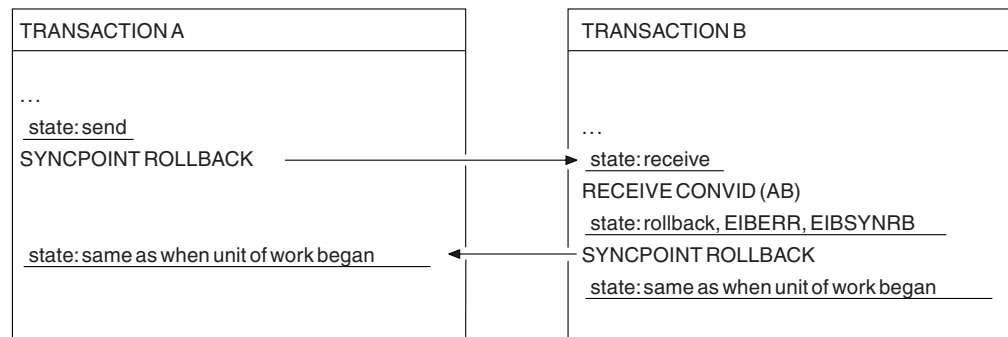 TRANSACTION A
...
state: send
SYNCPOINT ROLLBACK
state: same as when unit of work began
TRANSACTION B
...
state: receive
RECEIVE CONVID (AB)
state: rollback, EIBERR, EIBSYNRB
SYNCPOINT ROLLBACK
state: same as when unit of work began